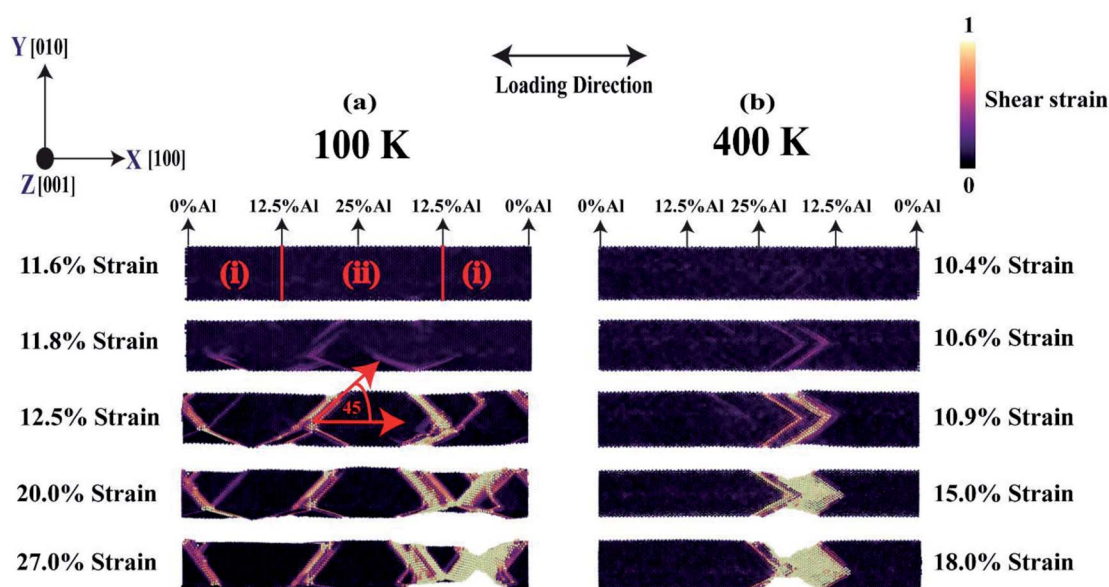 1
Y [010]
Loading Direction
Shear strain
(a)
(b)
100 K
400 K
X [100]
Z[001]
0
0%Al 12.5%Al 25%Al 12.5%Al 0%Al
0%Al 12.5%Al 25%Al 12.5%Al 0%Al
11.6% Strain
(i) (ii) (i)
10.4% Strain
11.8% Strain
10.6% Strain
12.5% Strain
45
10.9% Strain
20.0% Strain
15.0% Strain
27.0% Strain
18.0% Strain